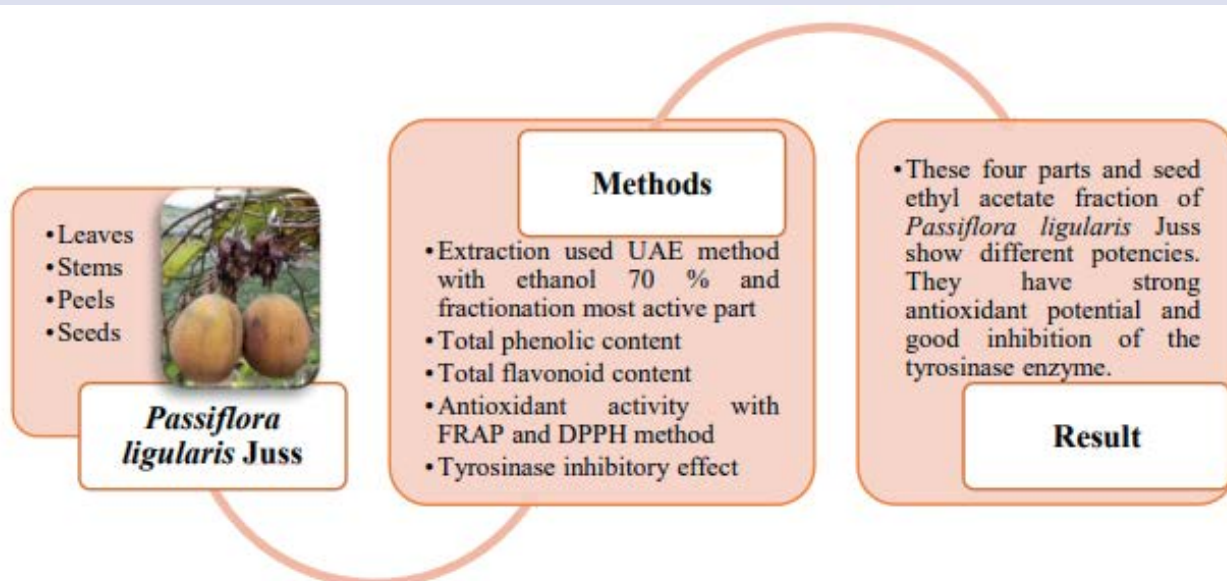 •Leaves
•Stems
•Peels
•Seeds
Passiflora
ligularis Juss
Methods
•Extraction used UAE method
with ethanol 70 % and
fractionation most active part
•Total phenolic content
•Total flavonoid content
•Antioxidant activity with
FRAP and DPPH method
•Tyrosinase inhibitory effect
•These four parts and seed
ethyl acetate fraction of
Passiflora ligularis Juss
show different potencies.
They have strong
antioxidant potential and
good inhibition of the
tyrosinase enzyme.
Result